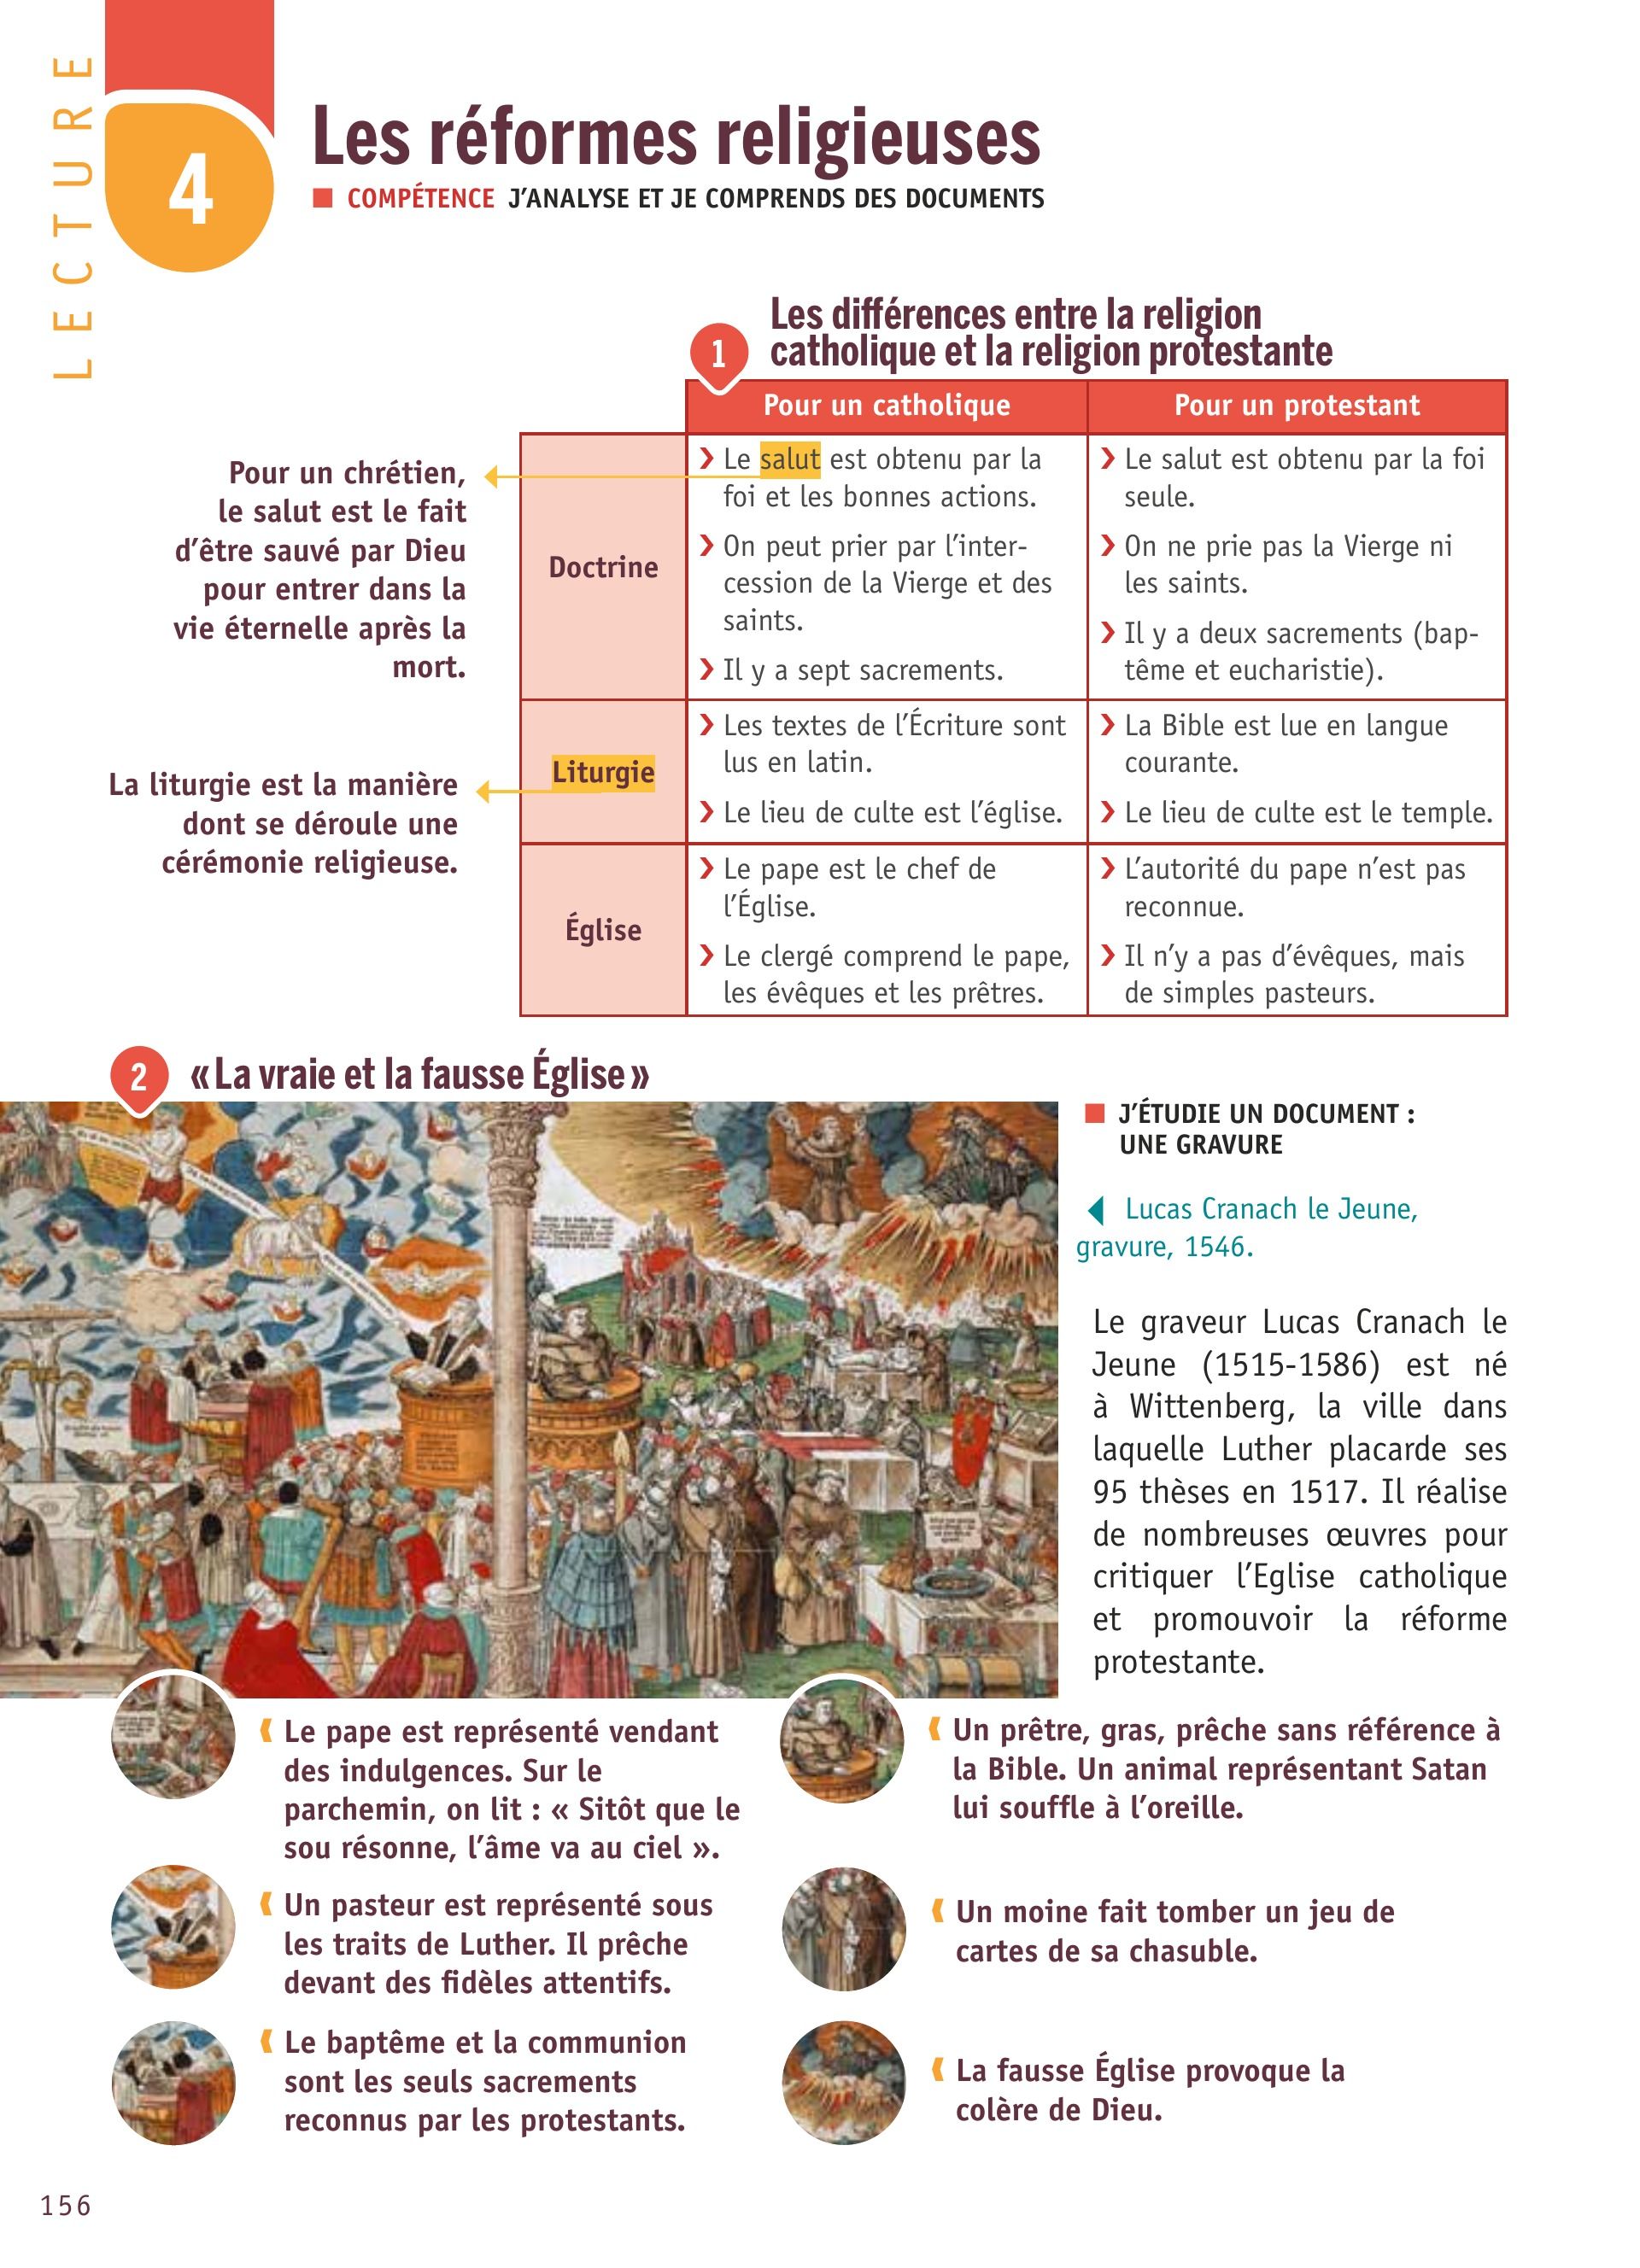 LECTURE
4
Les réformes religieuses
COMPÉTENCE J'ANALYSE ET JE COMPRENDS DES DOCUMENTS
1
Les différences entre la religion
catholique et la religion protestante
Pour un catholique
Pour un protestant
Pour un chrétien,
le salut est le fait
d'être sauvé par Dieu
pour entrer dans la
vie éternelle après la
mort.
Doctrine
❯ Le salut est obtenu par la
foi et les bonnes actions.
❯ On peut prier par l'inter-
cession de la Vierge et des
saints.
❯ Il y a sept sacrements.
❯ Le salut est obtenu par la foi
seule.
❯ On ne prie pas la Vierge ni
les saints.
❯ Il y a deux sacrements (bap-
tême et eucharistie).
La liturgie est la manière
dont se déroule une
cérémonie religieuse.
Liturgie
❯ Les textes de l'Écriture sont
lus en latin.
❯ Le lieu de culte est l'église.
❯ La Bible est lue en langue
courante.
❯ Le lieu de culte est le temple.
Église
❯ Le pape est le chef de
l'Église.
❯ Le clergé comprend le pape,
les évêques et les prêtres.
❯ L'autorité du pape n'est pas
reconnue.
❯ Il n'y a pas d'évêques, mais
de simples pasteurs.
2
« La vraie et la fausse Église »
J'ÉTUDIE UN DOCUMENT :
UNE GRAVURE
Lucas Cranach le Jeune,
gravure, 1546.
Le graveur Lucas Cranach le
Jeune (1515-1586) est né
à Wittenberg, la ville dans
laquelle Luther placarde ses
95 thèses en 1517. Il réalise
de nombreuses œuvres pour
critiquer l'Eglise catholique
et promouvoir la réforme
protestante.
Le pape est représenté vendant
des indulgences. Sur le
parchemin, on lit : « Sitôt que le
sou résonne, l'âme va au ciel ».
Un pasteur est représenté sous
les traits de Luther. Il prêche
devant des fidèles attentifs.
Le baptême et la communion
sont les seuls sacrements
reconnus par les protestants.
Un prêtre, gras, prêche sans référence à
la Bible. Un animal représentant Satan
lui souffle à l'oreille.
Un moine fait tomber un jeu de
cartes de sa chasuble.
La fausse Église provoque la
colère de Dieu.
156